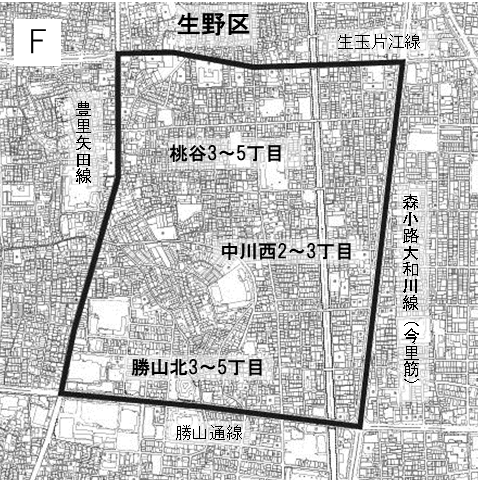 F
生野区
生玉片江線
豊里矢田線
桃谷3～5丁目
森小路大和川線（今里筋）
中川西2～3丁目
勝山北3～5丁目
勝山通線